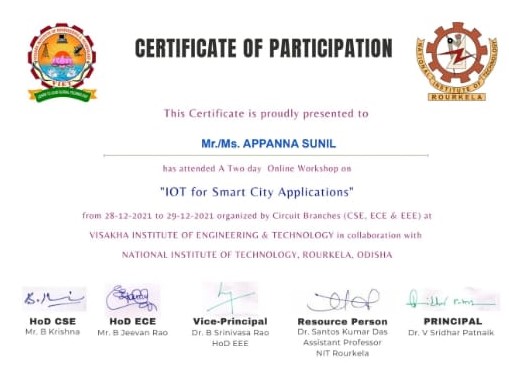 CERTIFICATE OF PARTICIPATION
NATIONAL INSTITUTE OF TECHNOLOGY
ROURKELA
This Certificate is proudly presented to
Mr./Ms. APPANNA SUNIL
has attended A Two day Online Workshop on
"IOT for Smart City Applications"
from 28-12-2021 to 29-12-2021 organized by Circuit Branches (CSE, ECE & EEE) at
VISAKHA INSTITUTE OF ENGINEERING & TECHNOLOGY in collaboration with
NATIONAL INSTITUTE OF TECHNOLOGY, ROURKELA, ODISHA
HoD CSE
Mr. B Krishna
HoD ECE
Mr. B Jeevan Rao
Vice-Principal
Dr. B Srinivasa Rao
HoD EEE
Resource Person
Dr. Santos Kumar Das
Assistant Professor
NIT Rourkela
PRINCIPAL
Dr. V Sridhar Patnaik